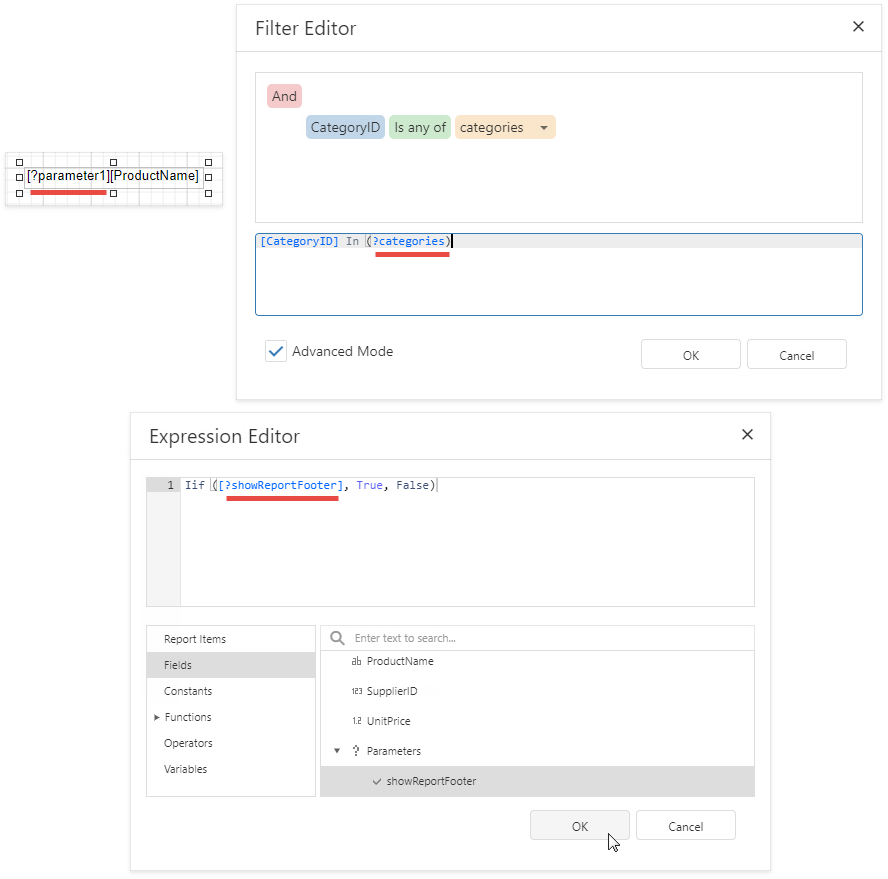 Filter Editor
And
CategoryID Is any of categories
[?parameter1][ProductName]
[CategoryID] In (?categories)
Advanced Mode
OK
Cancel
Expression Editor
1 Iif ([?showReportFooter], True, False)
Report Items
Fields
Constants
Functions
Operators
Variables
Enter text to search...
ab ProductName
123 SupplierID
1.2 UnitPrice
? Parameters
showReportFooter
OK
Cancel